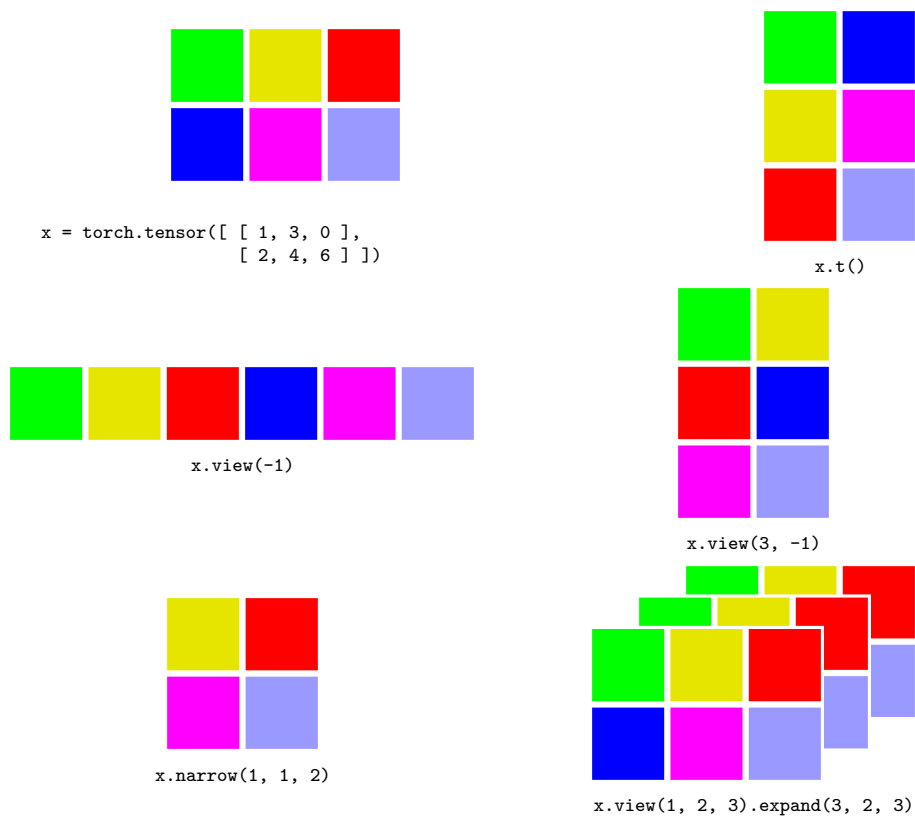 x = torch.tensor([ [ 1, 3, 0 ],
[ 2, 4, 6 ] ])
x.t()
x.view(-1)
x.view(3, -1)
x.narrow(1, 1, 2)
x.view(1, 2, 3).expand(3, 2, 3)